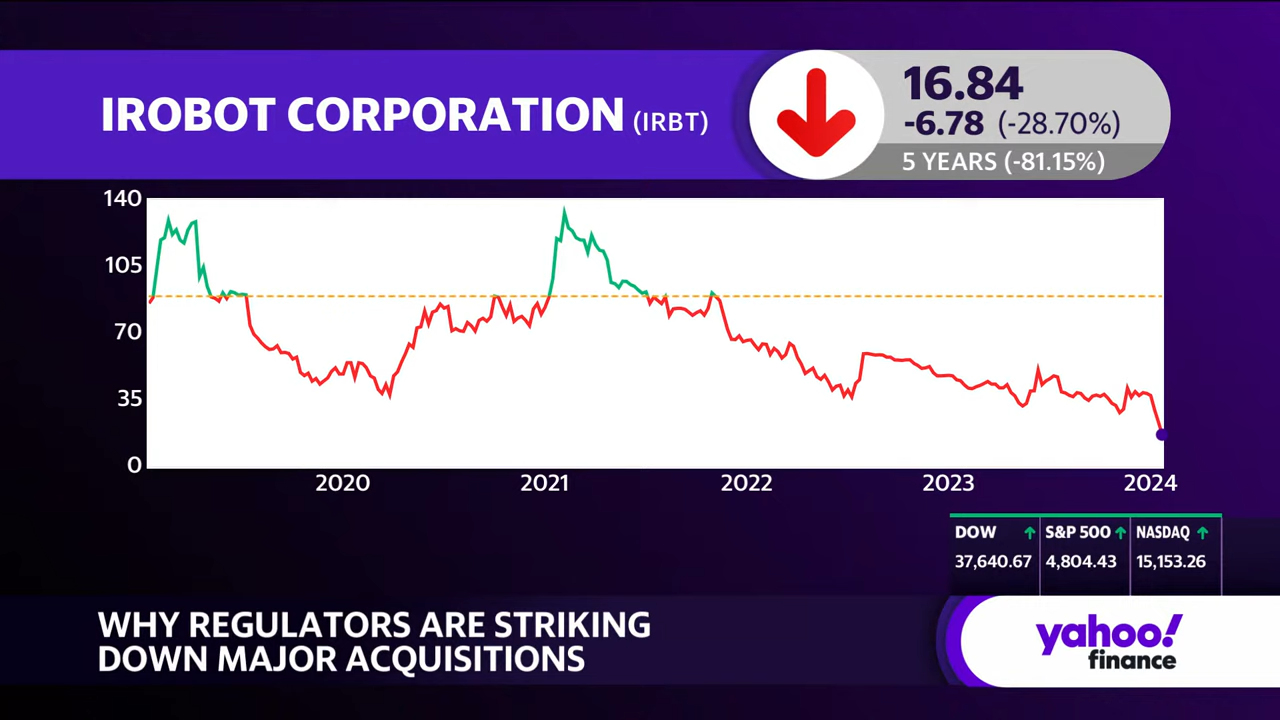 IROBOT CORPORATION (IRBT)
16.84
-6.78 (-28.70%)
5 YEARS (-81.15%)
140
105
70
35
0
2020 2021 2022 2023 2024
DOW S&P 500 NASDAQ
37,640.67 4,804.43 15,153.26
WHY REGULATORS ARE STRIKING
DOWN MAJOR ACQUISITIONS
yahoo!
finance